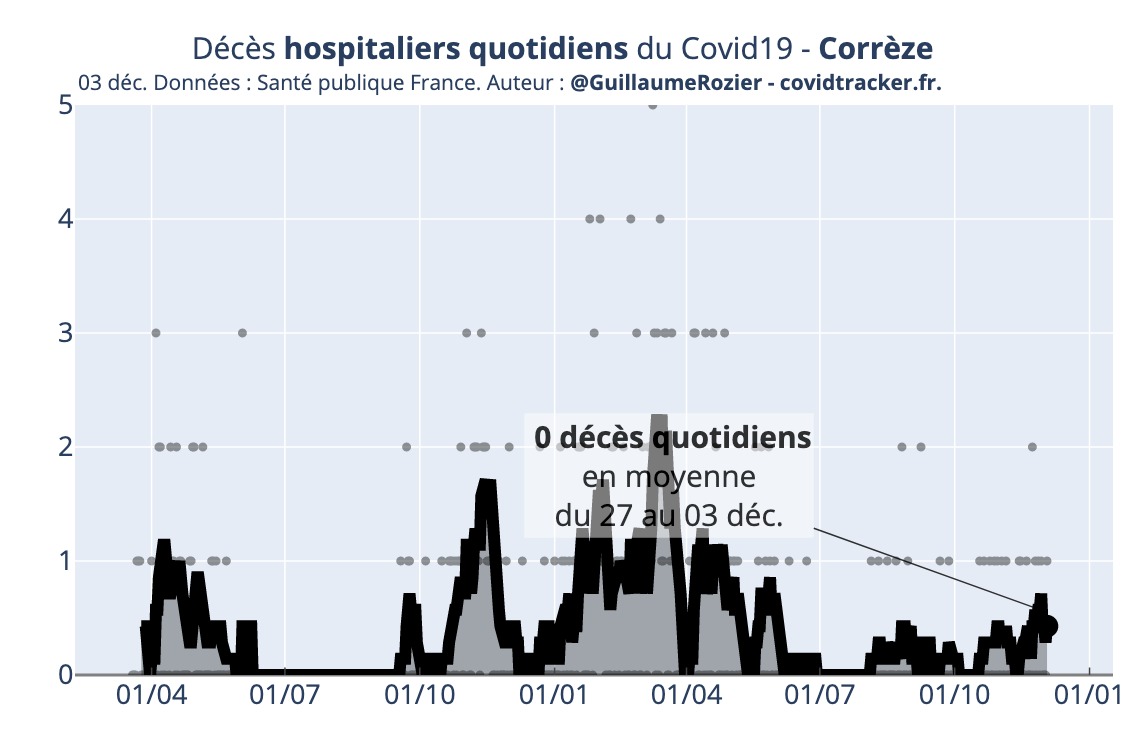 Décès hospitaliers quotidiens du Covid19 - Corrèze
03 déc. Données : Santé publique France. Auteur : @GuillaumeRozier - covidtracker.fr.
5
4
3
2
1
0
0 décès quotidiens
en moyenne
du 27 au 03 déc.
01/04 01/07 01/10 01/01 01/04 01/07 01/10 01/01